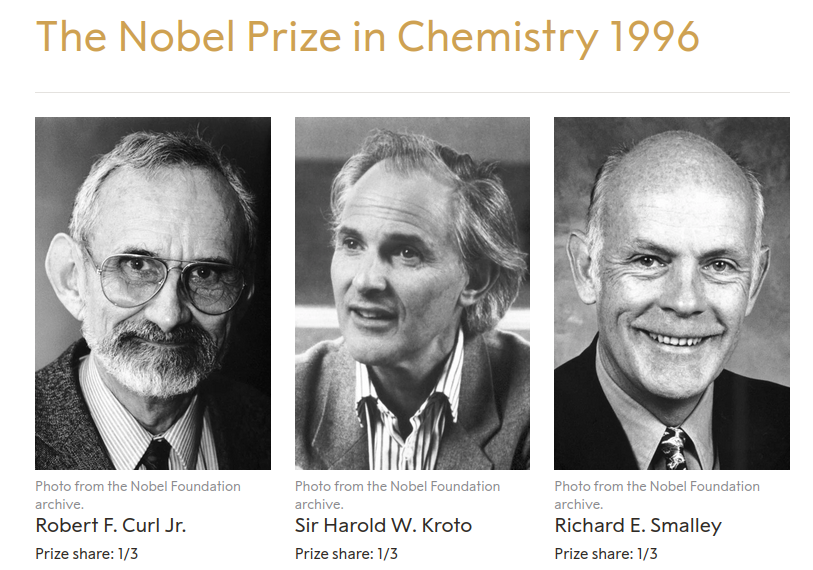 The Nobel Prize in Chemistry 1996
Photo from the Nobel Foundation
archive.
Robert F. Curl Jr.
Prize share: 1/3
Photo from the Nobel Foundation
archive.
Sir Harold W. Kroto
Prize share: 1/3
Photo from the Nobel Foundation
archive.
Richard E. Smalley
Prize share: 1/3